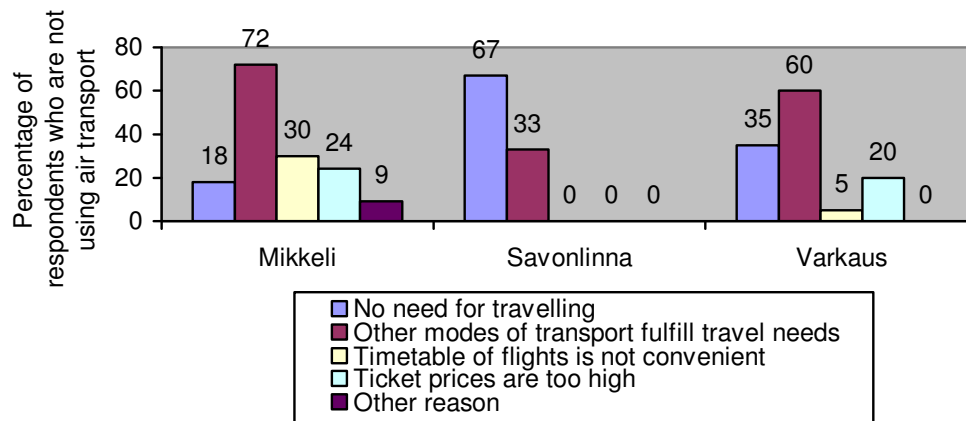 Percentage of
respondents who are not
using air transport
80
60
40
20
0
18
72
30
24
9
67
33
0
0
0
35
60
5
20
0
Mikkeli
Savonlinna
Varkaus
No need for travelling
Other modes of transport fulfill travel needs
Timetable of flights is not convenient
Ticket prices are too high
Other reason